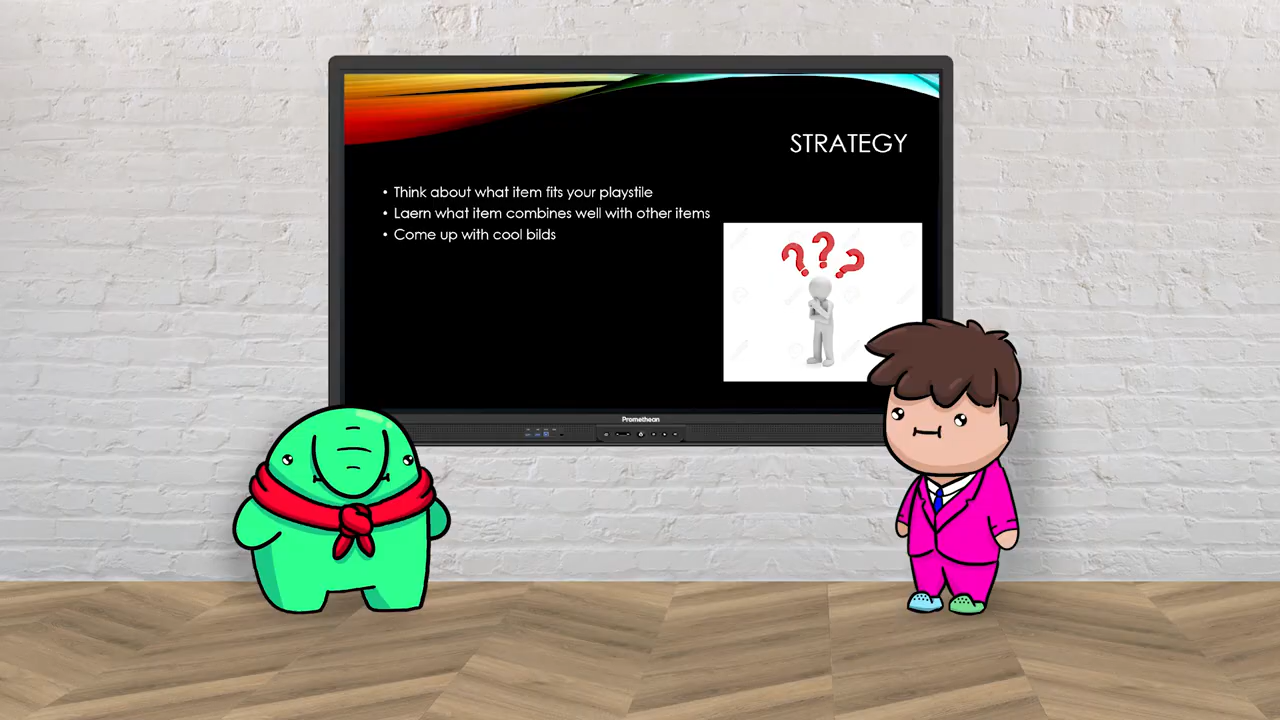 STRATEGY
• Think about what item fits your playstile
• Laern what item combines well with other items
• Come up with cool bilds
???
Promethean